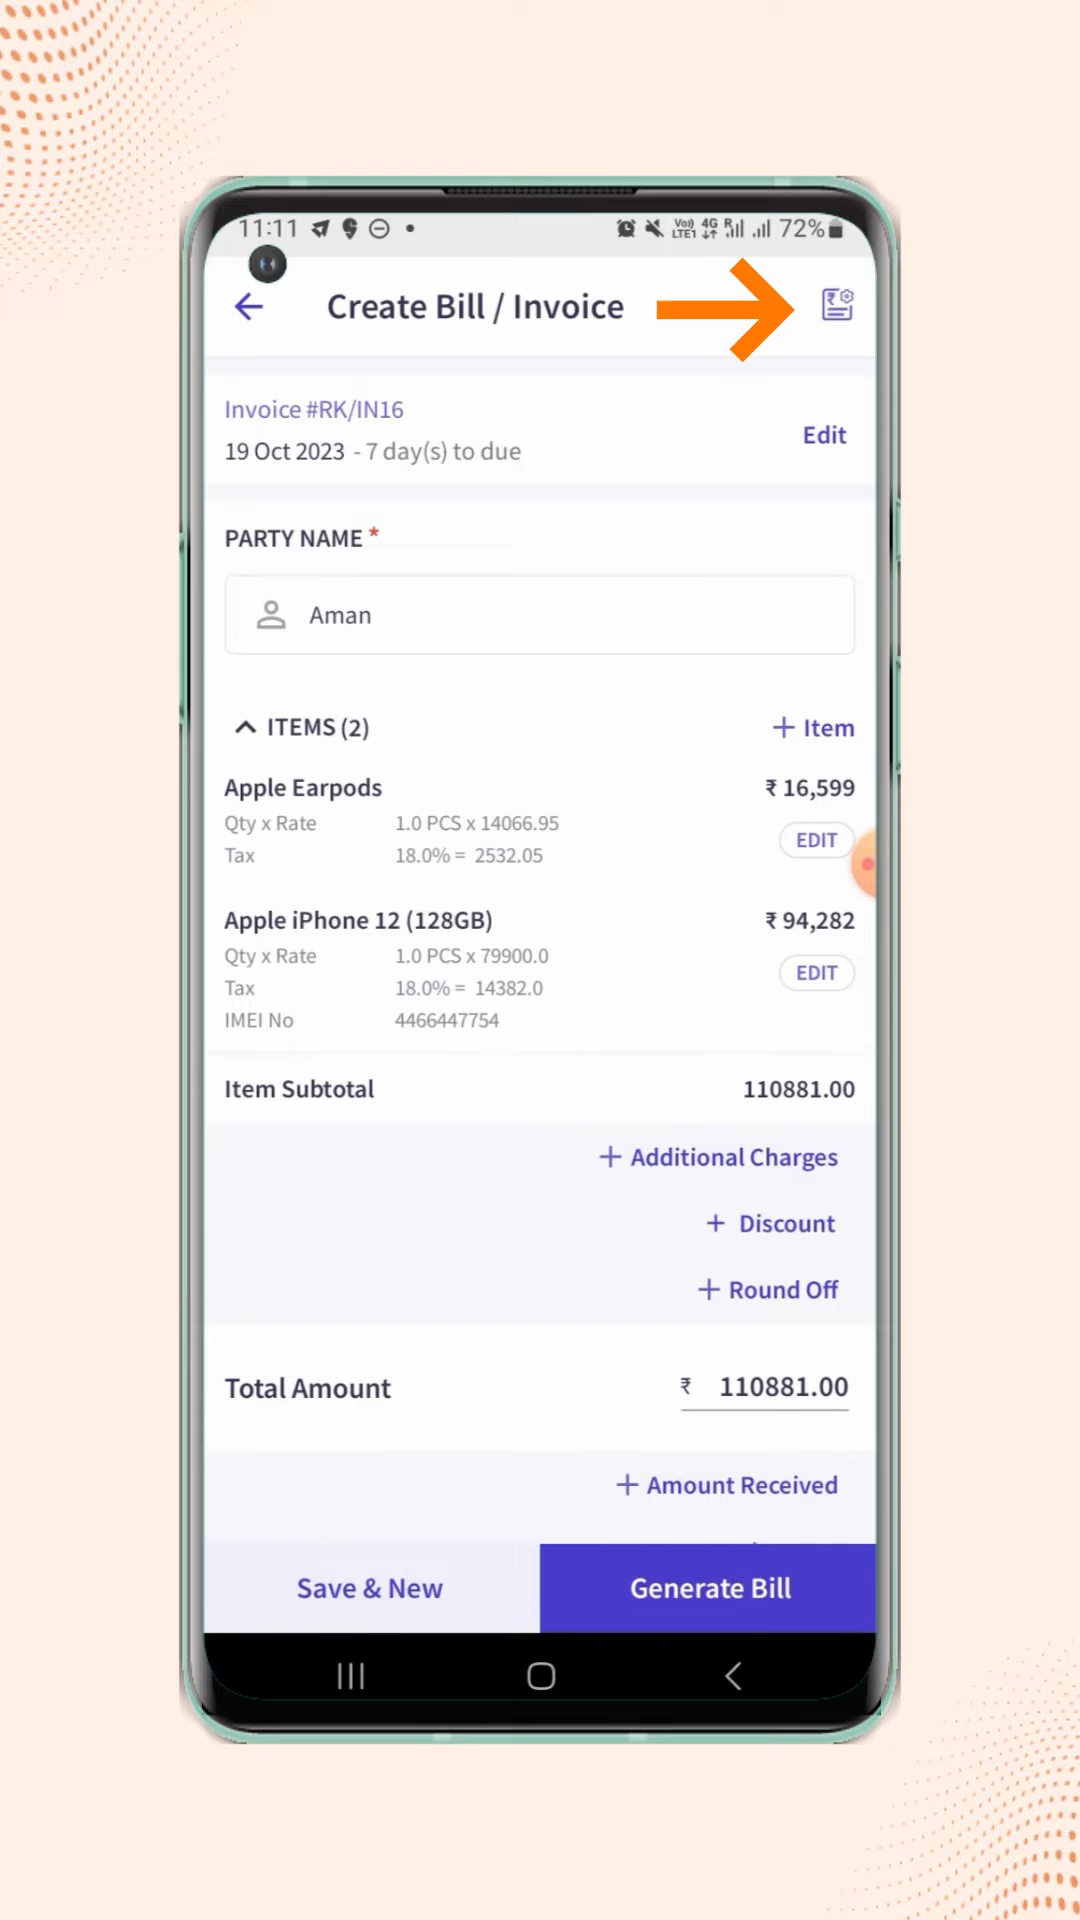 11:11 Vo)) LTE1 4G R 72%
Create Bill / Invoice
Invoice #RK/IN16
19 Oct 2023 - 7 day(s) to due
Edit
PARTY NAME *
Aman
ITEMS (2) + Item
Apple Earpods ₹ 16,599
Qty x Rate 1.0 PCS x 14066.95
EDIT
Tax 18.0% = 2532.05
Apple iPhone 12 (128GB) ₹ 94,282
Qty x Rate 1.0 PCS x 79900.0
EDIT
Tax 18.0% = 14382.0
IMEI No 4466447754
Item Subtotal 110881.00
+ Additional Charges
+ Discount
+ Round Off
Total Amount ₹ 110881.00
+ Amount Received
Save & New Generate Bill